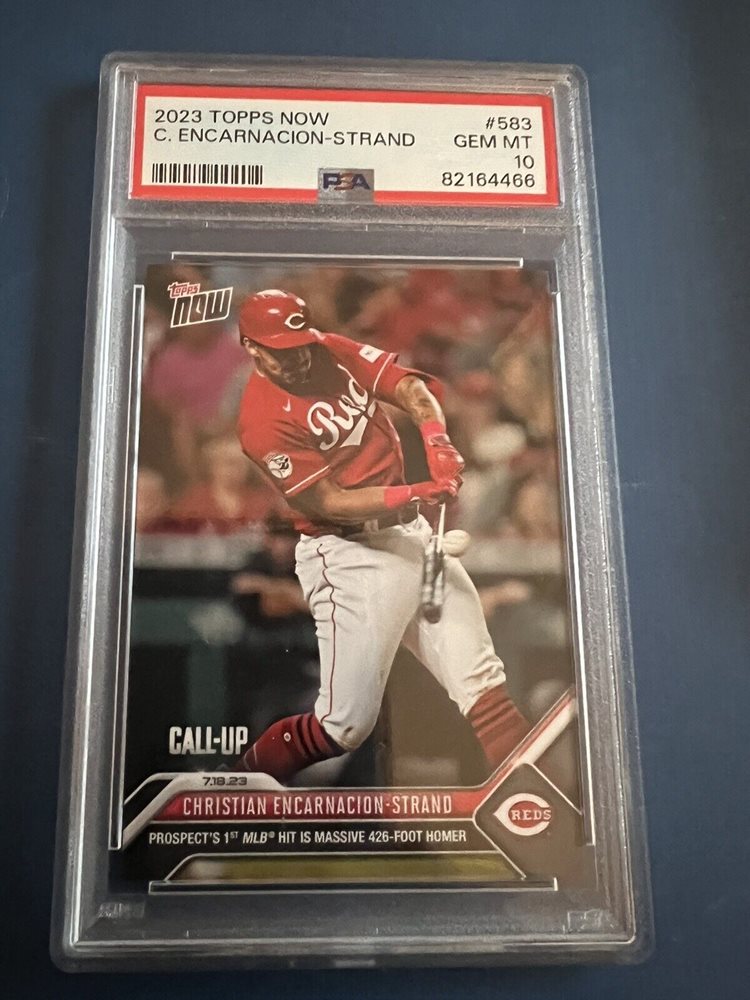 2023 TOPPS NOW #583
C. ENCARNACION-STRAND GEM MT
10
PSA 82164466
TOPPS
NOW
C
Reds
CALL-UP
7.18.23
CHRISTIAN ENCARNACION-STRAND
REDS
PROSPECT'S 1ST MLB® HIT IS MASSIVE 426-FOOT HOMER